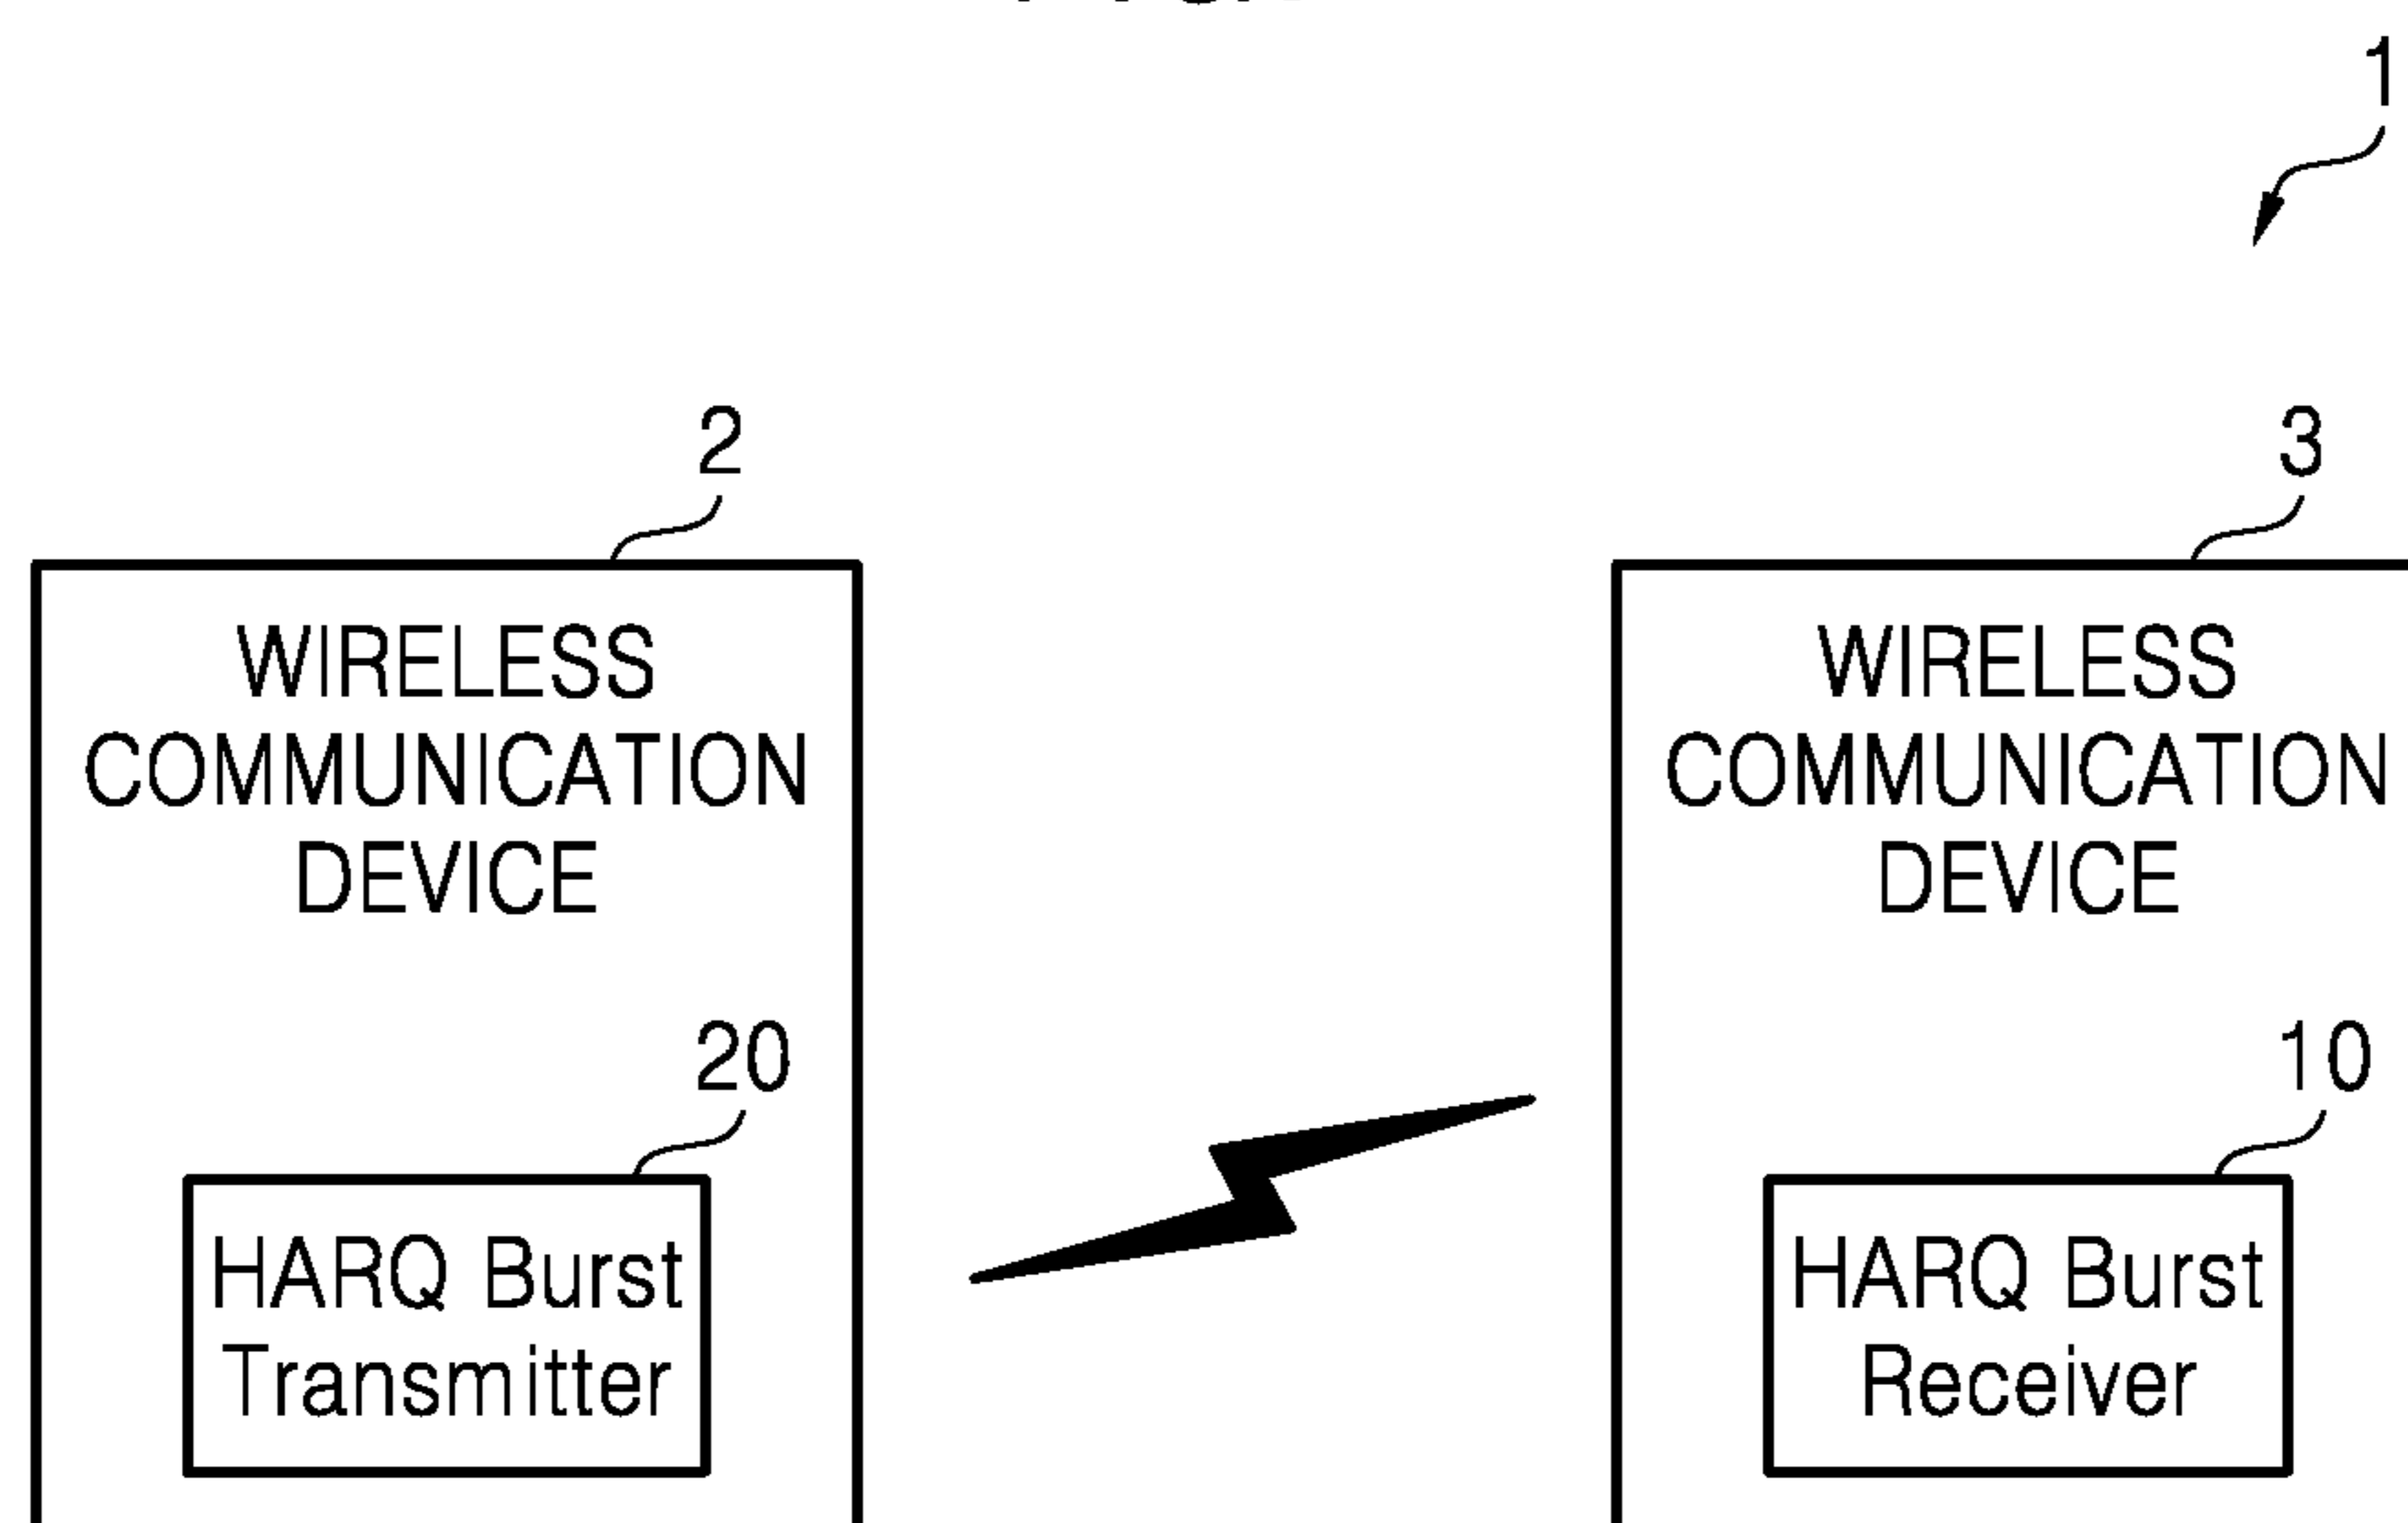 1
2
3
WIRELESS
COMMUNICATION
DEVICE
WIRELESS
COMMUNICATION
DEVICE
20
10
HARQ Burst
Transmitter
HARQ Burst
Receiver